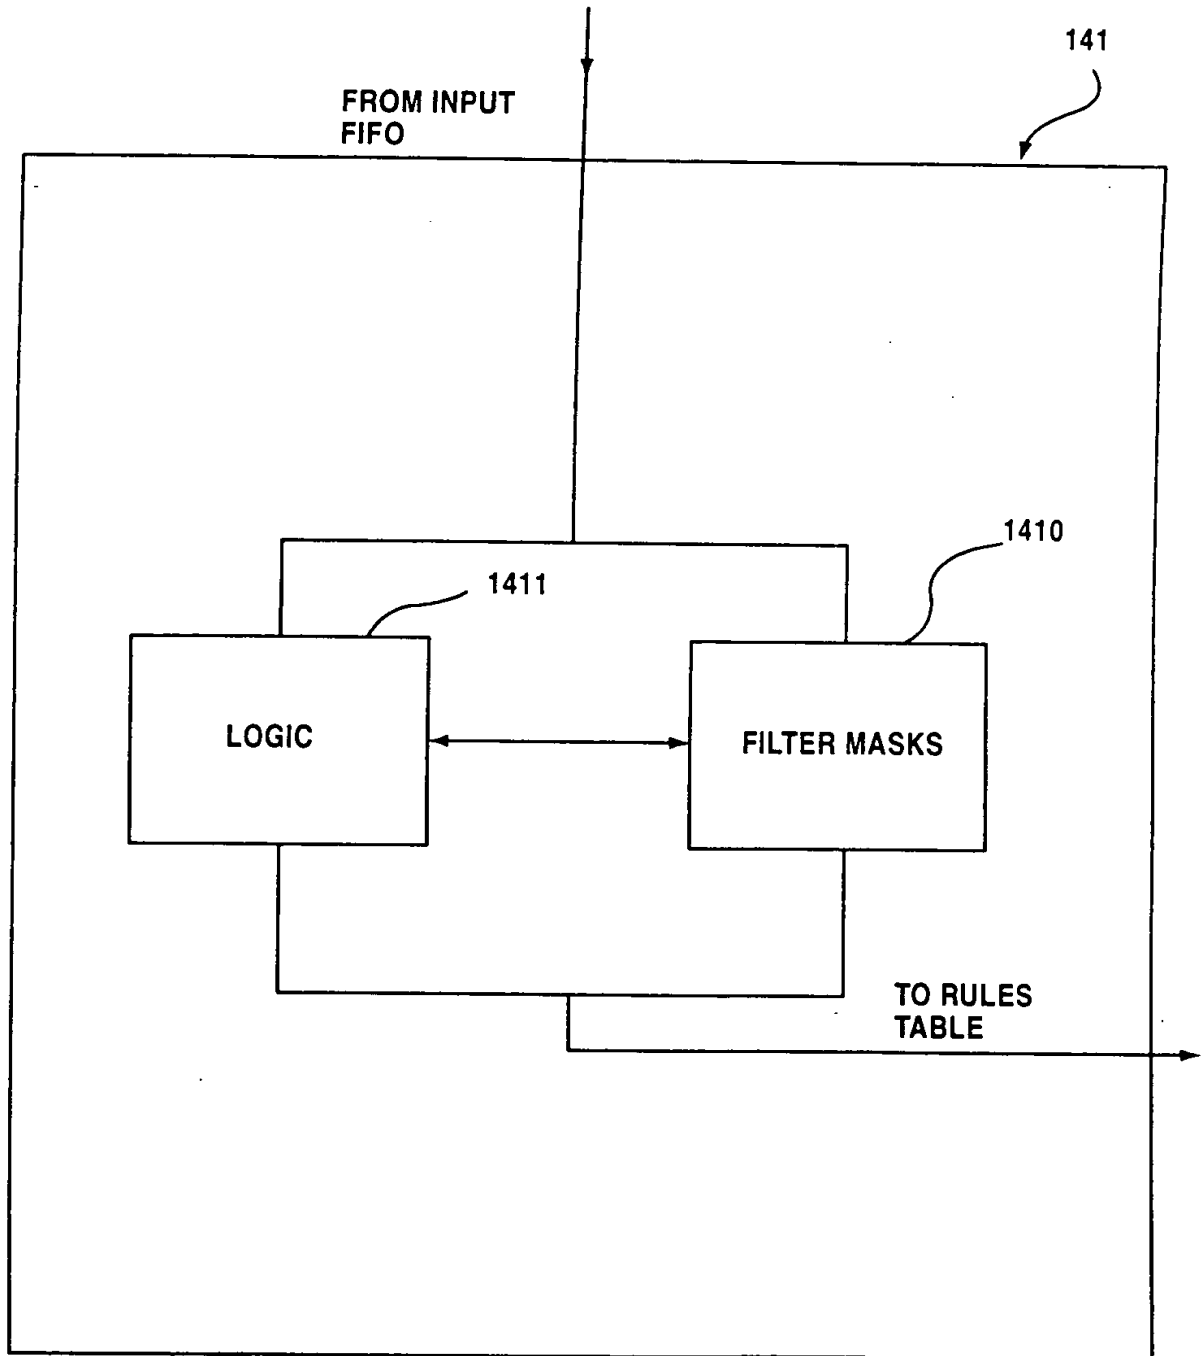 141
FROM INPUT
FIFO
1410
1411
LOGIC
FILTER MASKS
TO RULES
TABLE